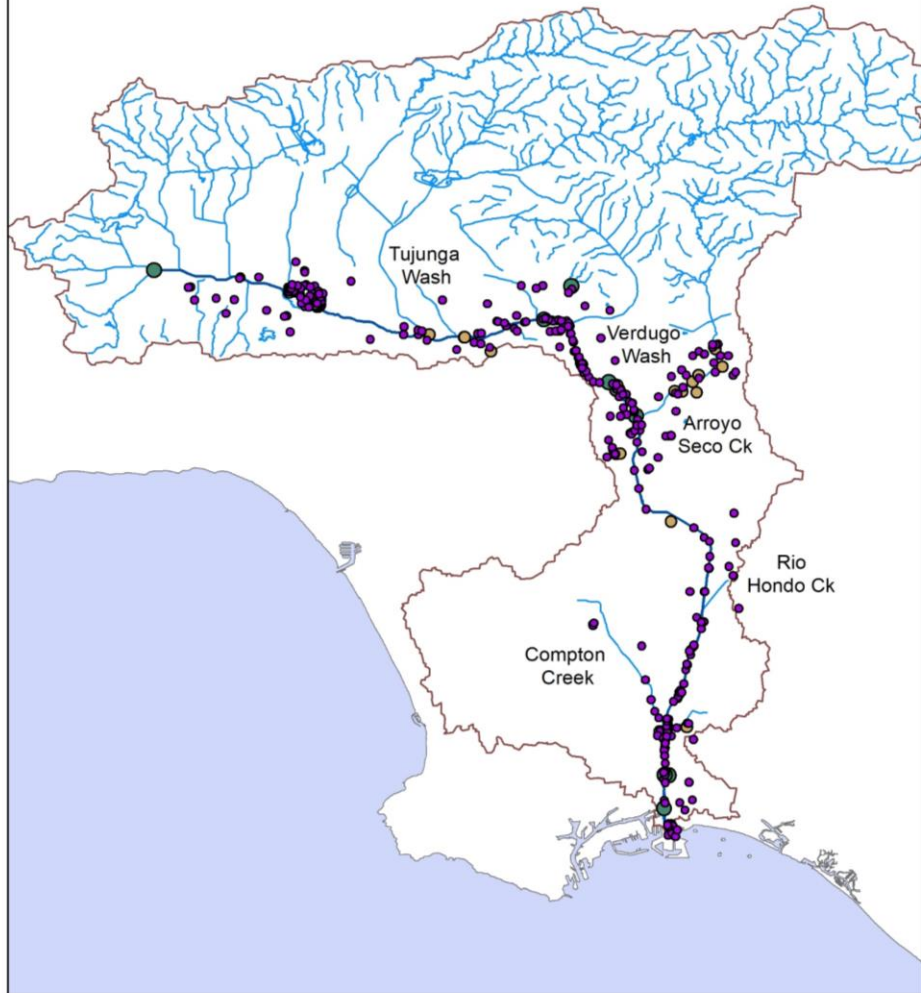 Tujunga
Wash
Verdugo
Wash
Arroyo
Seco Ck
Rio
Hondo Ck
Compton
Creek